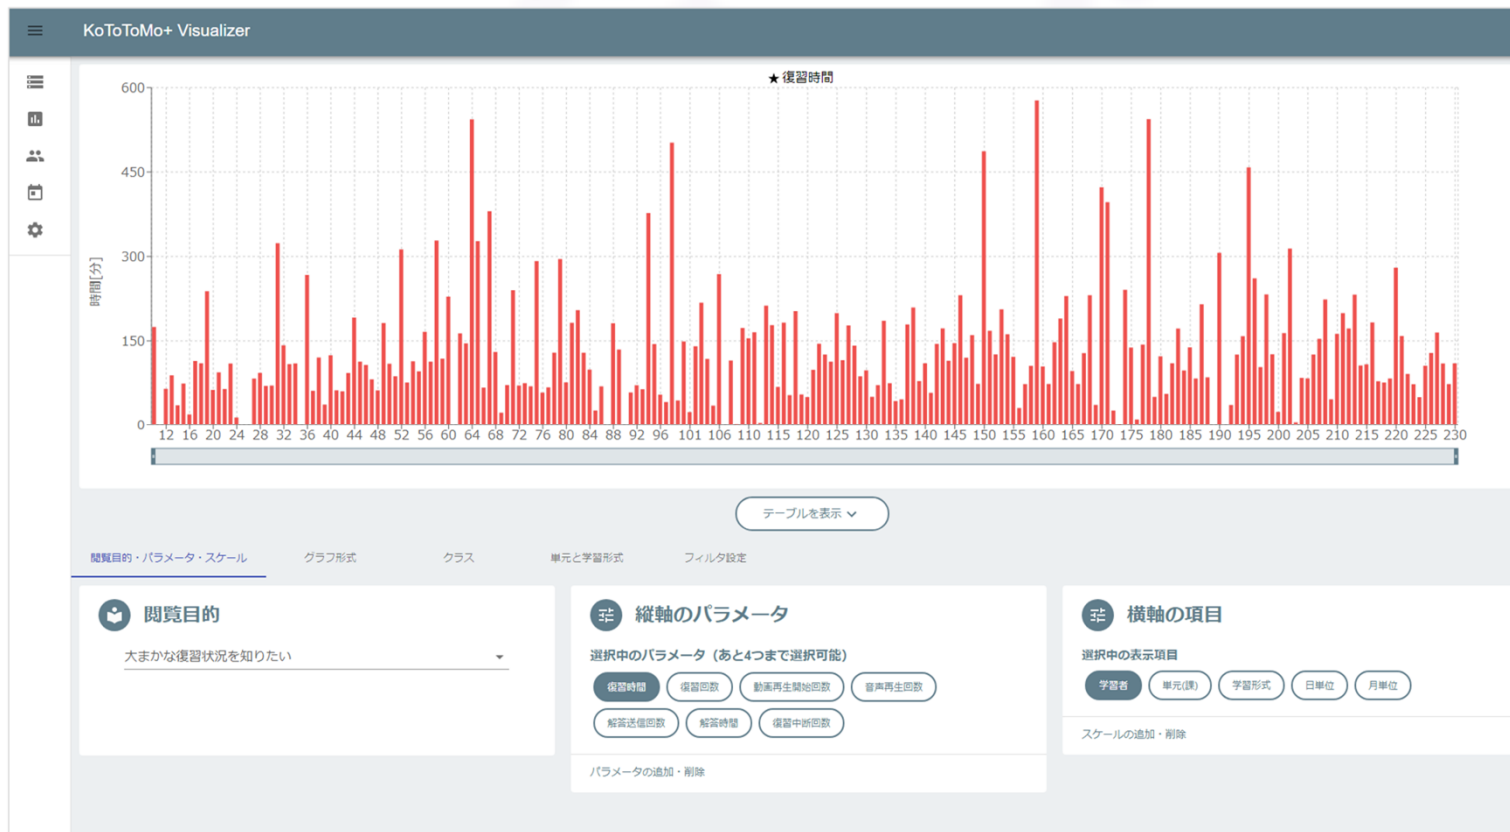 KoToToMo+ Visualizer
★復習時間
600
450
300
150
0
時間[分]
12 16 20 24 28 32 36 40 44 48 52 56 60 64 68 72 76 80 84 88 92 96 101 106 110 115 120 125 130 135 140 145 150 155 160 165 170 175 180 185 190 195 200 205 210 215 220 225 230
テーブルを表示
閲覧目的・パラメータ・スケール グラフ形式 クラス 単元と学習形式 フィルタ設定
閲覧目的
大まかな復習状況を知りたい
縦軸のパラメータ
選択中のパラメータ（あと4つまで選択可能）
復習時間 復習回数 動画再生開始回数 音声再生回数
解答送信回数 解答時間 復習中断回数
パラメータの追加・削除
横軸の項目
選択中の表示項目
学習者 単元(課) 学習形式 日単位 月単位
スケールの追加・削除